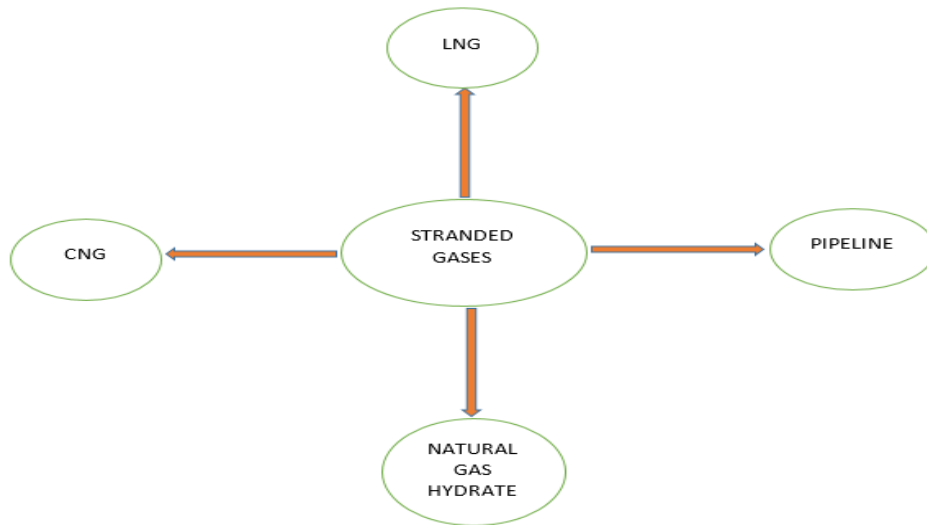 LNG
STRANDED
GASES
CNG
PIPELINE
NATURAL
GAS
HYDRATE